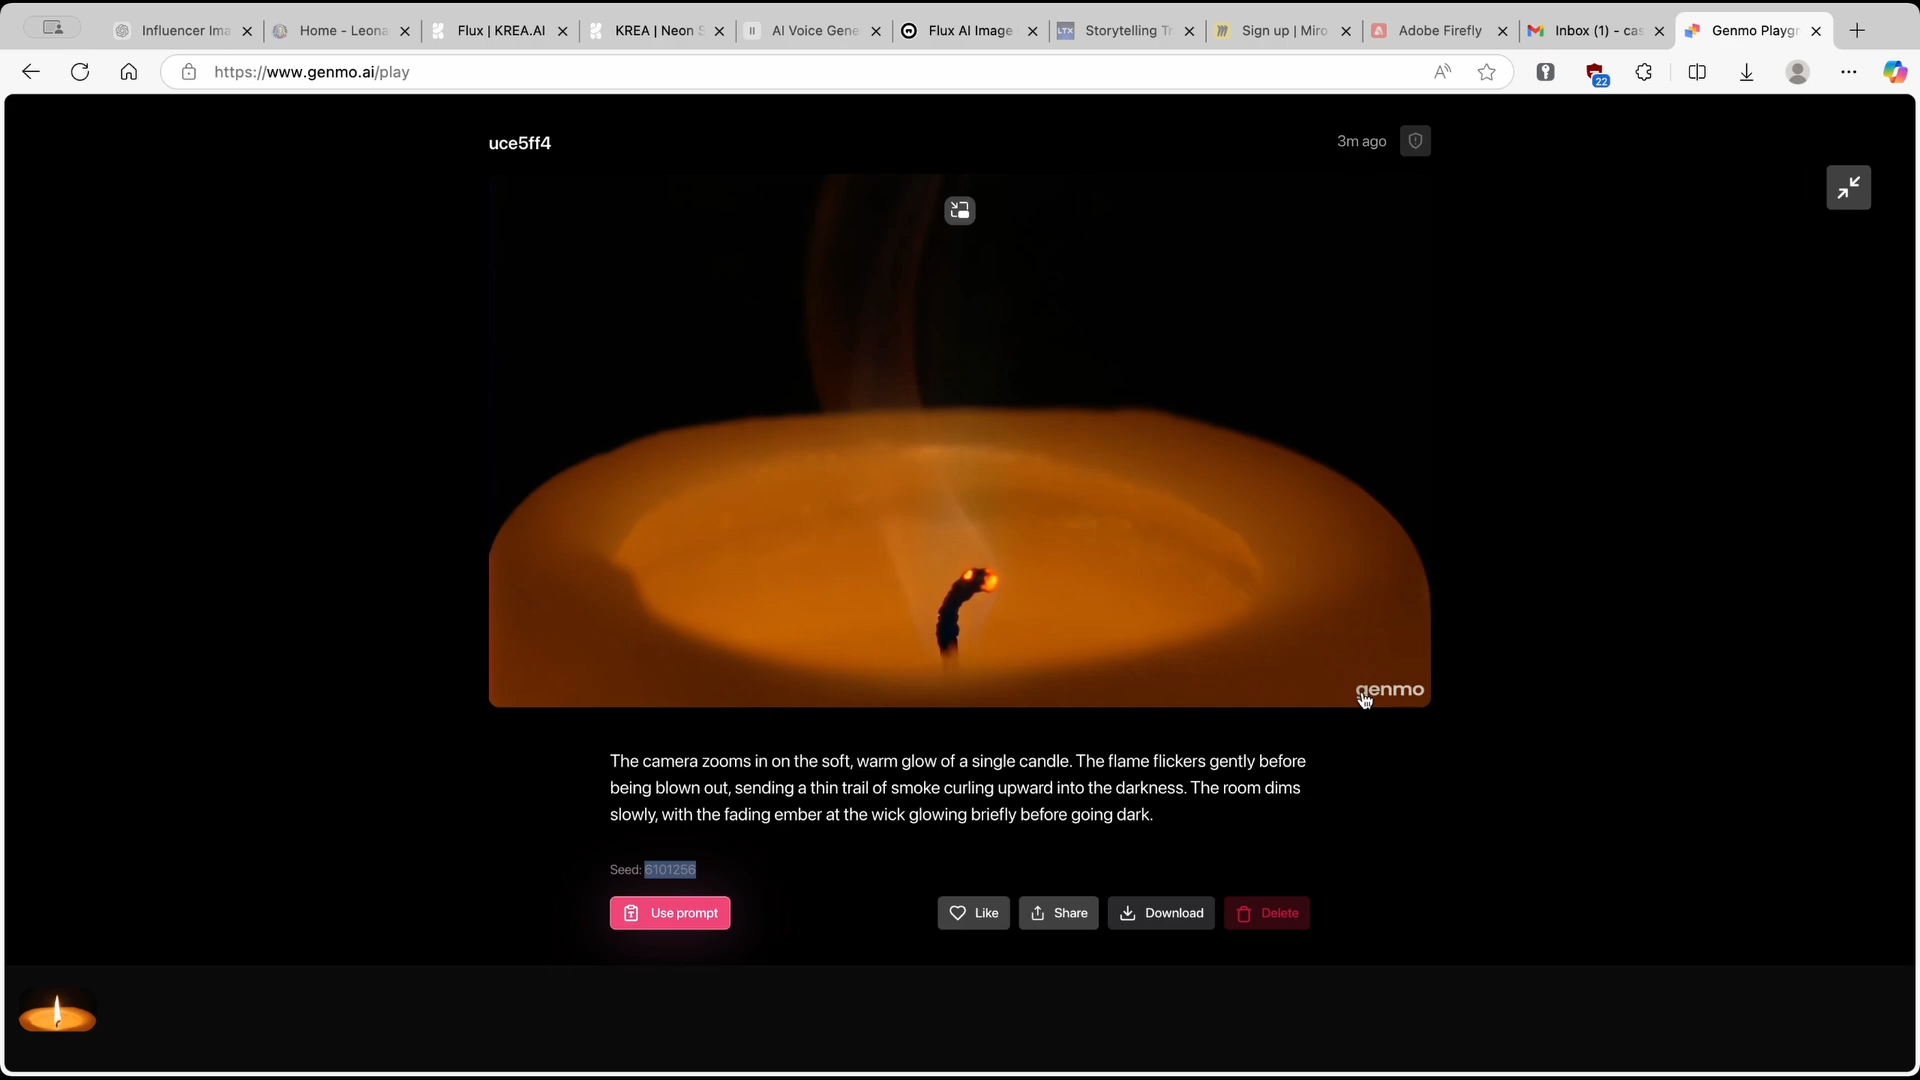 Influencer Ima
Home - Leona
Flux | KREA.AI
KREA | Neon S
AI Voice Gene
Flux AI Image
Storytelling Tr
Sign up | Miro
Adobe Firefly
Inbox (1) - cas
Genmo Playgr
https://www.genmo.ai/play
22
uce5ff4
3m ago
genmo
The camera zooms in on the soft, warm glow of a single candle. The flame flickers gently before
being blown out, sending a thin trail of smoke curling upward into the darkness. The room dims
slowly, with the fading ember at the wick glowing briefly before going dark.
Seed: 6101256
Use prompt
Like
Share
Download
Delete